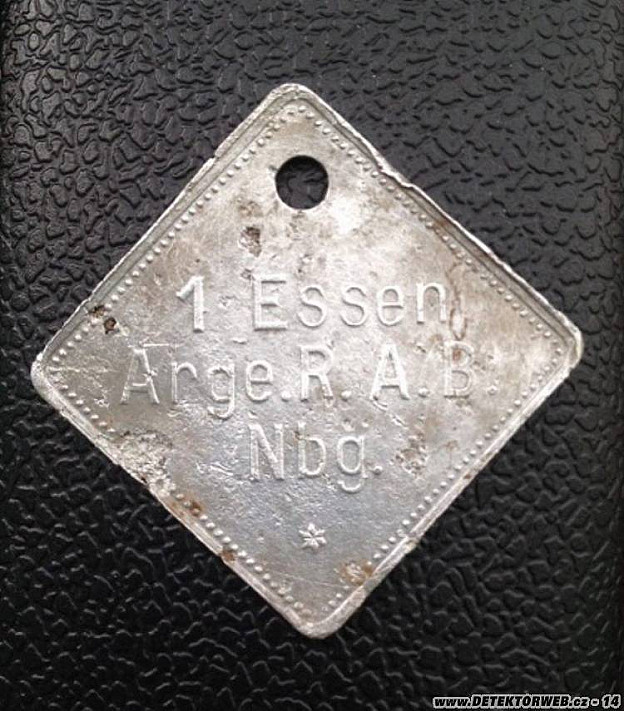 1 Essen
Arge.R.A.B.
Nbg.
www.DETEKTORWEB.cz - 14